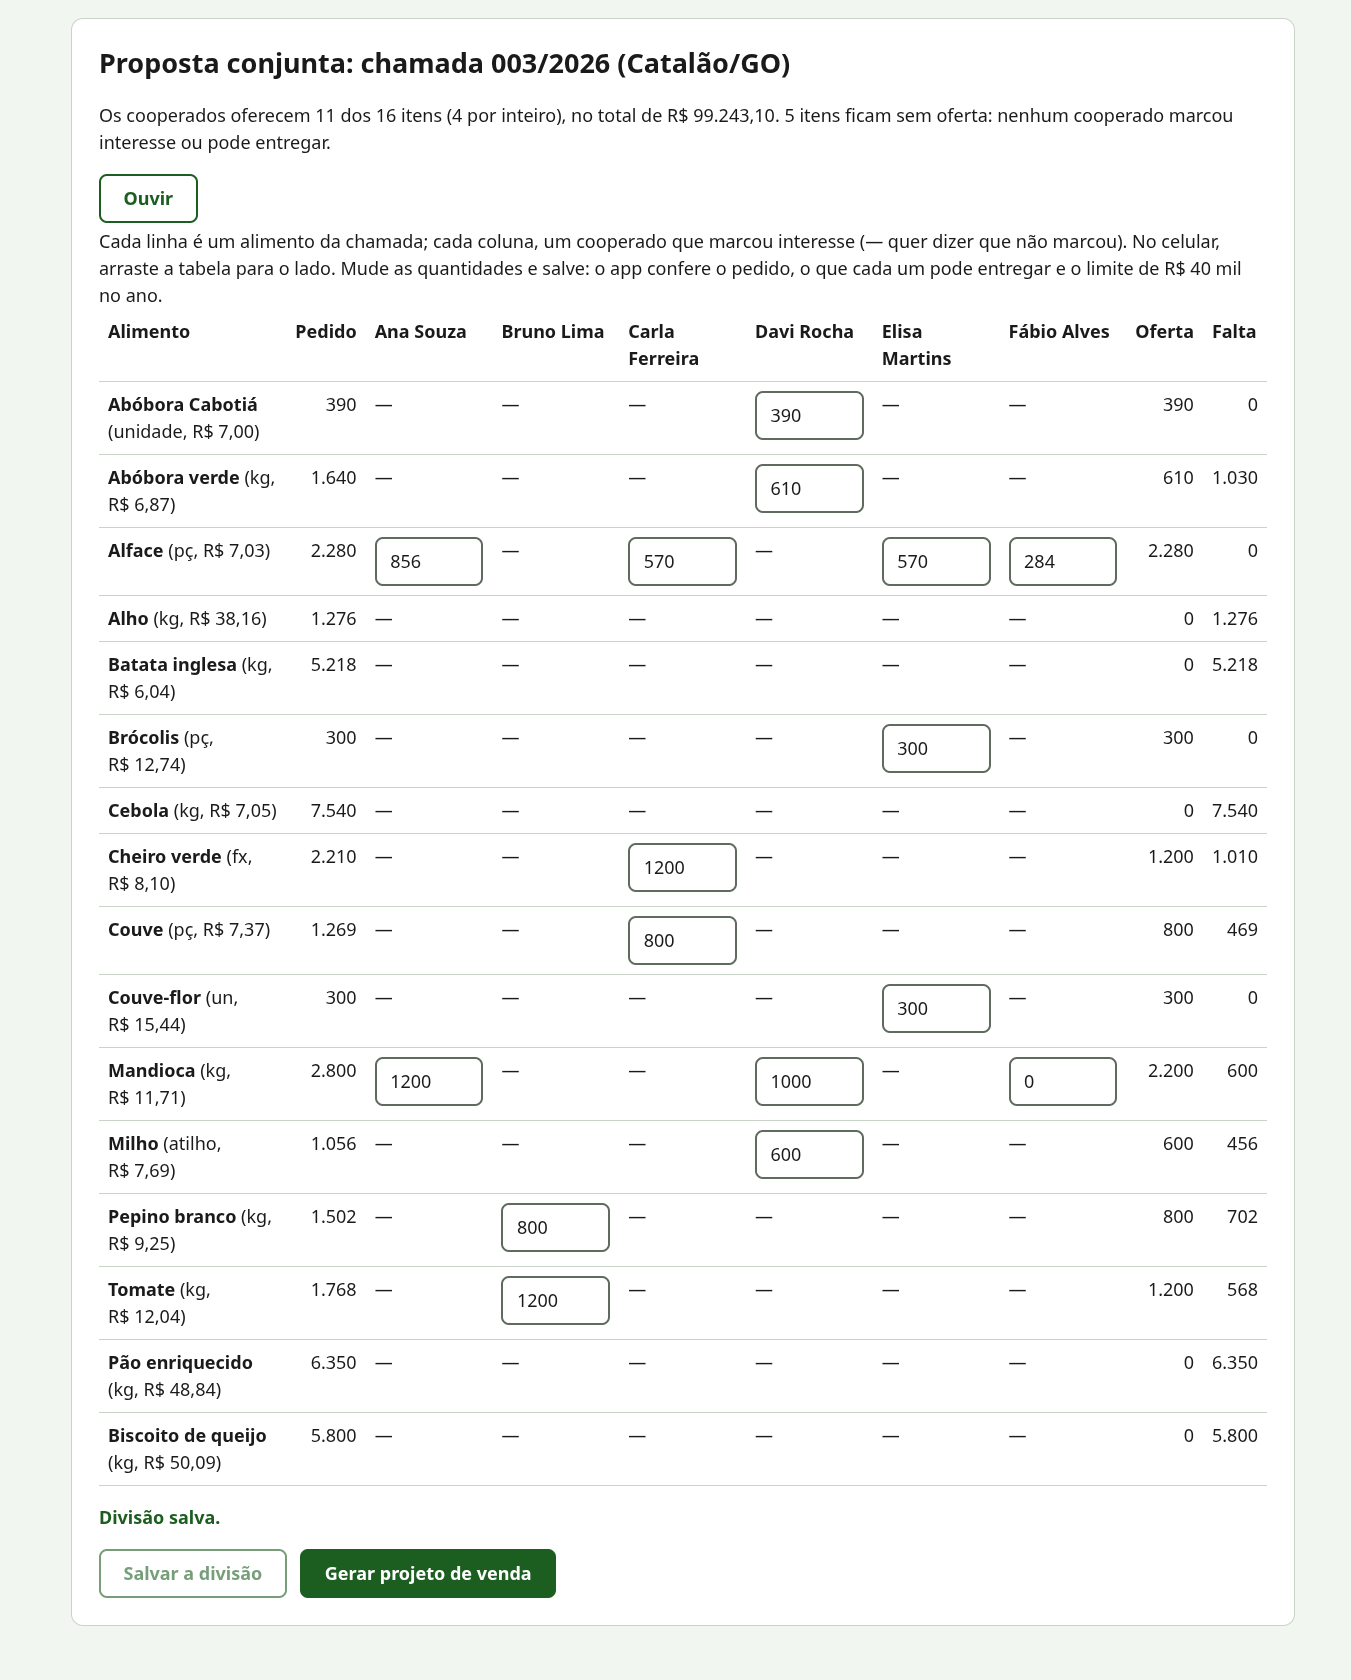 Proposta conjunta: chamada 003/2026 (Catalão/GO)
Os cooperados oferecem 11 dos 16 itens (4 por inteiro), no total de R$ 99.243,10. 5 itens ficam sem oferta: nenhum cooperado marcou
interesse ou pode entregar.
Ouvir
Cada linha é um alimento da chamada; cada coluna, um cooperado que marcou interesse (— quer dizer que não marcou). No celular,
arraste a tabela para o lado. Mude as quantidades e salve: o app confere o pedido, o que cada um pode entregar e o limite de R$ 40 mil
no ano.
Alimento Pedido Ana Souza Bruno Lima Carla Ferreira Davi Rocha Elisa Martins Fábio Alves Oferta Falta
Abóbora Cabotiá (unidade, R$ 7,00) 390 — — — 390 — — 390 0
Abóbora verde (kg, R$ 6,87) 1.640 — — — 610 — — 610 1.030
Alface (pç, R$ 7,03) 2.280 856 — 570 — 570 284 2.280 0
Alho (kg, R$ 38,16) 1.276 — — — — — — 0 1.276
Batata inglesa (kg, R$ 6,04) 5.218 — — — — — — 0 5.218
Brócolis (pç, R$ 12,74) 300 — — — — 300 — 300 0
Cebola (kg, R$ 7,05) 7.540 — — — — — — 0 7.540
Cheiro verde (fx, R$ 8,10) 2.210 — — 1200 — — — 1.200 1.010
Couve (pç, R$ 7,37) 1.269 — — 800 — — — 800 469
Couve-flor (un, R$ 15,44) 300 — — — — 300 — 300 0
Mandioca (kg, R$ 11,71) 2.800 1200 — — 1000 — 0 2.200 600
Milho (atilho, R$ 7,69) 1.056 — — — 600 — — 600 456
Pepino branco (kg, R$ 9,25) 1.502 — 800 — — — — 800 702
Tomate (kg, R$ 12,04) 1.768 — 1200 — — — — 1.200 568
Pão enriquecido (kg, R$ 48,84) 6.350 — — — — — — 0 6.350
Biscoito de queijo (kg, R$ 50,09) 5.800 — — — — — — 0 5.800
Divisão salva.
Salvar a divisão
Gerar projeto de venda